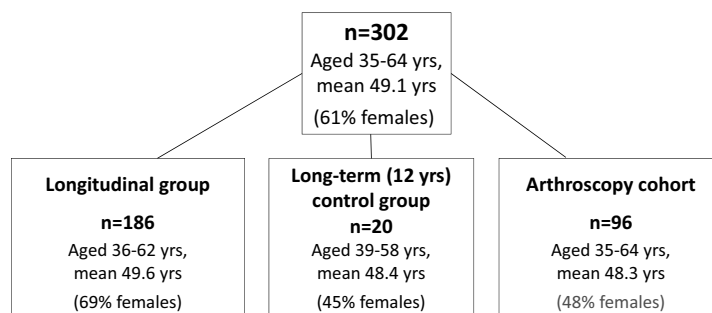 n=302
Aged 35-64 yrs,
mean 49.1 yrs
(61% females)
Longitudinal group
n=186
Aged 36-62 yrs,
mean 49.6 yrs
(69% females)
Long-term (12 yrs)
control group
n=20
Aged 39-58 yrs,
mean 48.4 yrs
(45% females)
Arthroscopy cohort
n=96
Aged 35-64 yrs,
mean 48.3 yrs
(48% females)